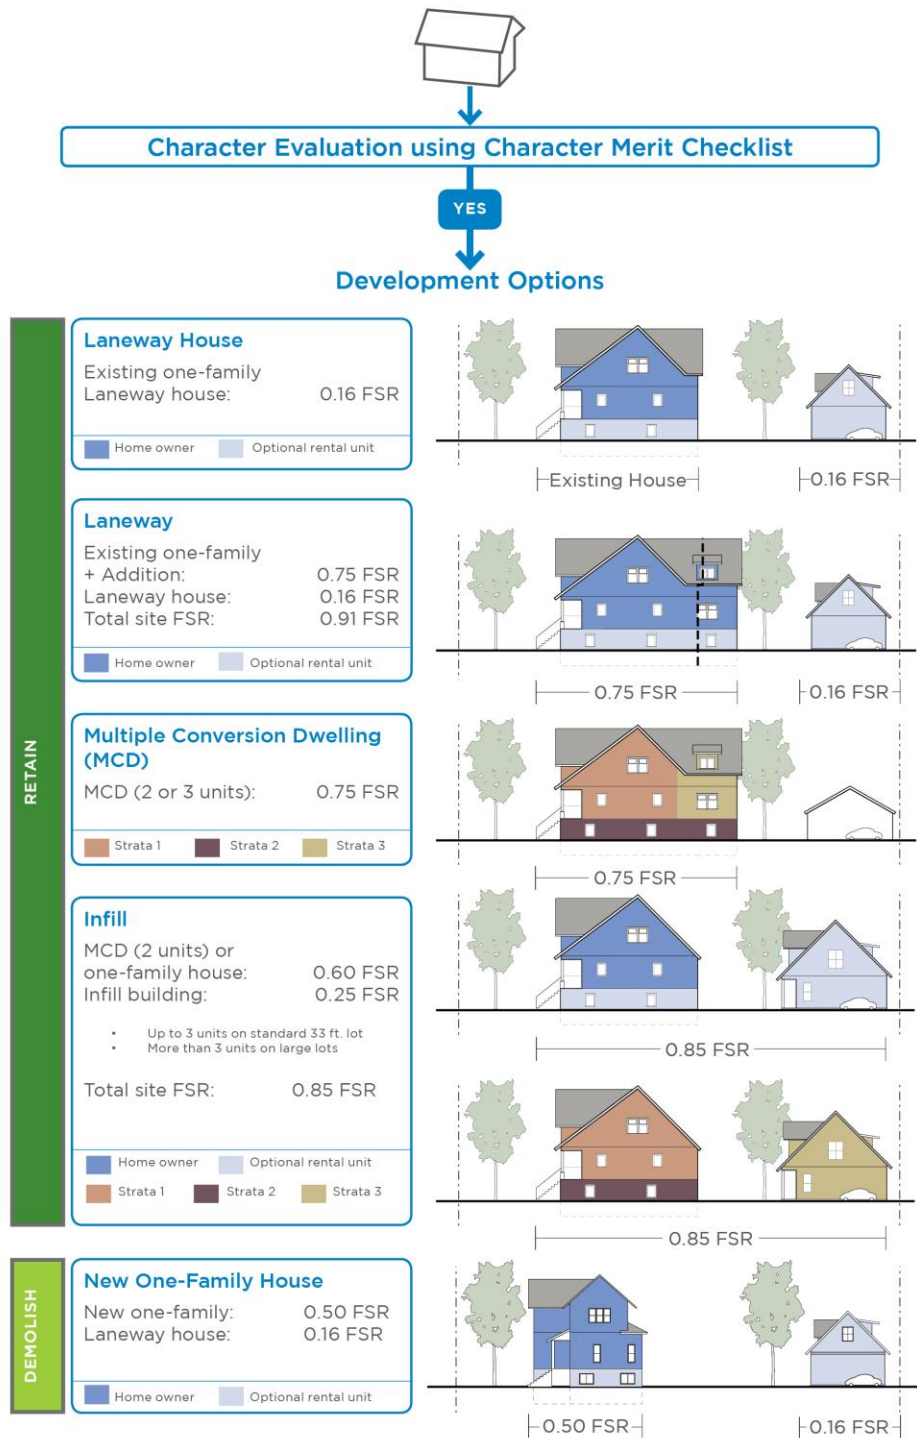 Character Evaluation using Character Merit Checklist
YES
Development Options
RETAIN
Laneway House
Existing one-family
Laneway house: 0.16 FSR
Home owner Optional rental unit
Existing House 0.16 FSR
Laneway
Existing one-family
+ Addition: 0.75 FSR
Laneway house: 0.16 FSR
Total site FSR: 0.91 FSR
Home owner Optional rental unit
0.75 FSR 0.16 FSR
Multiple Conversion Dwelling
(MCD)
MCD (2 or 3 units): 0.75 FSR
Strata 1 Strata 2 Strata 3
0.75 FSR
Infill
MCD (2 units) or
one-family house: 0.60 FSR
Infill building: 0.25 FSR
• Up to 3 units on standard 33 ft. lot
• More than 3 units on large lots
Total site FSR: 0.85 FSR
Home owner Optional rental unit
Strata 1 Strata 2 Strata 3
0.85 FSR
0.85 FSR
DEMOLISH
New One-Family House
New one-family: 0.50 FSR
Laneway house: 0.16 FSR
Home owner Optional rental unit
0.50 FSR 0.16 FSR